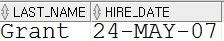 LAST_NAME HIRE_DATE
Grant 24-MAY-07